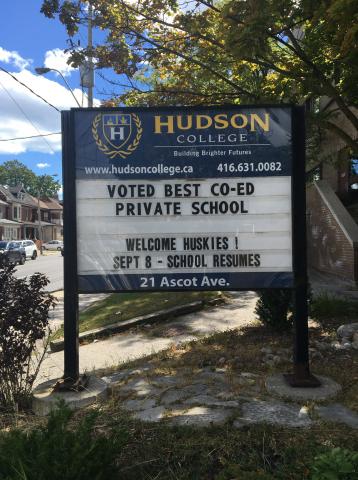 H
HUDSON
COLLEGE
Building Brighter Futures
www.hudsoncollege.ca 416.631.0082
VOTED BEST CO-ED
PRIVATE SCHOOL
WELCOME HUSKIES !
SEPT 8 - SCHOOL RESUMES
21 Ascot Ave.